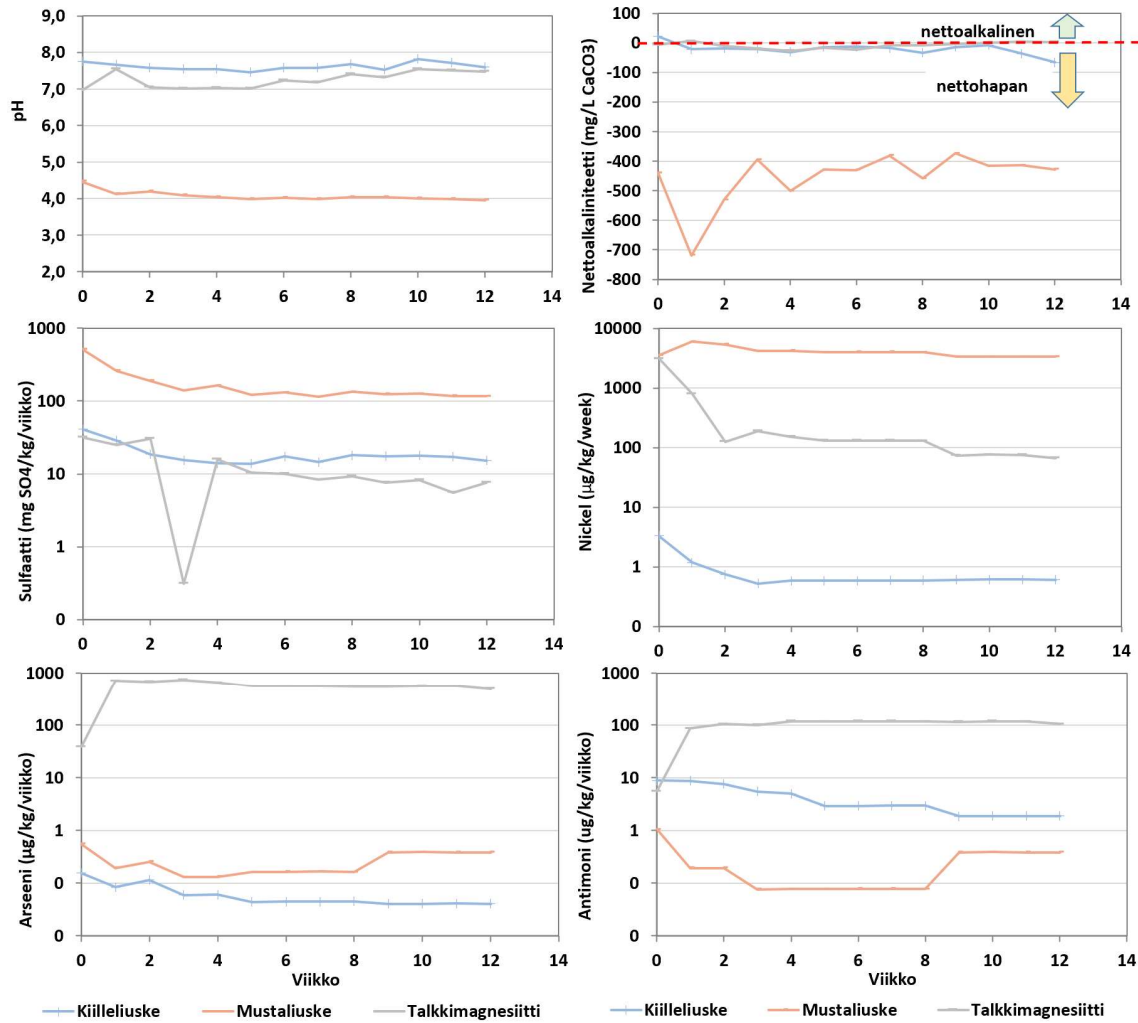 9,0
8,0
7,0
6,0
5,0
4,0
3,0
2,0
pH
0 2 4 6 8 10 12 14
100
0
-100
-200
-300
-400
-500
-600
-700
-800
Nettoalkaliniteetti (mg/L CaCO3)
nettoalkalinen
nettohapan
0 2 4 6 8 10 12 14
1000
100
10
1
0
Sulfaatti (mg SO4/kg/viikko)
0 2 4 6 8 10 12 14
10000
1000
100
10
1
0
Nickel (µg/kg/week)
0 2 4 6 8 10 12 14
1000
100
10
1
0
0
Arseni (µg/kg/viikko)
0 2 4 6 8 10 12 14
Viikko
1000
100
10
1
0
0
Antimoni (ug/kg/viikko)
0 2 4 6 8 10 12 14
Viikko
Kiilleliuske Mustaliuske Talkkimagnesiitti
Kiilleliuske Mustaliuske Talkkimagnesiitti